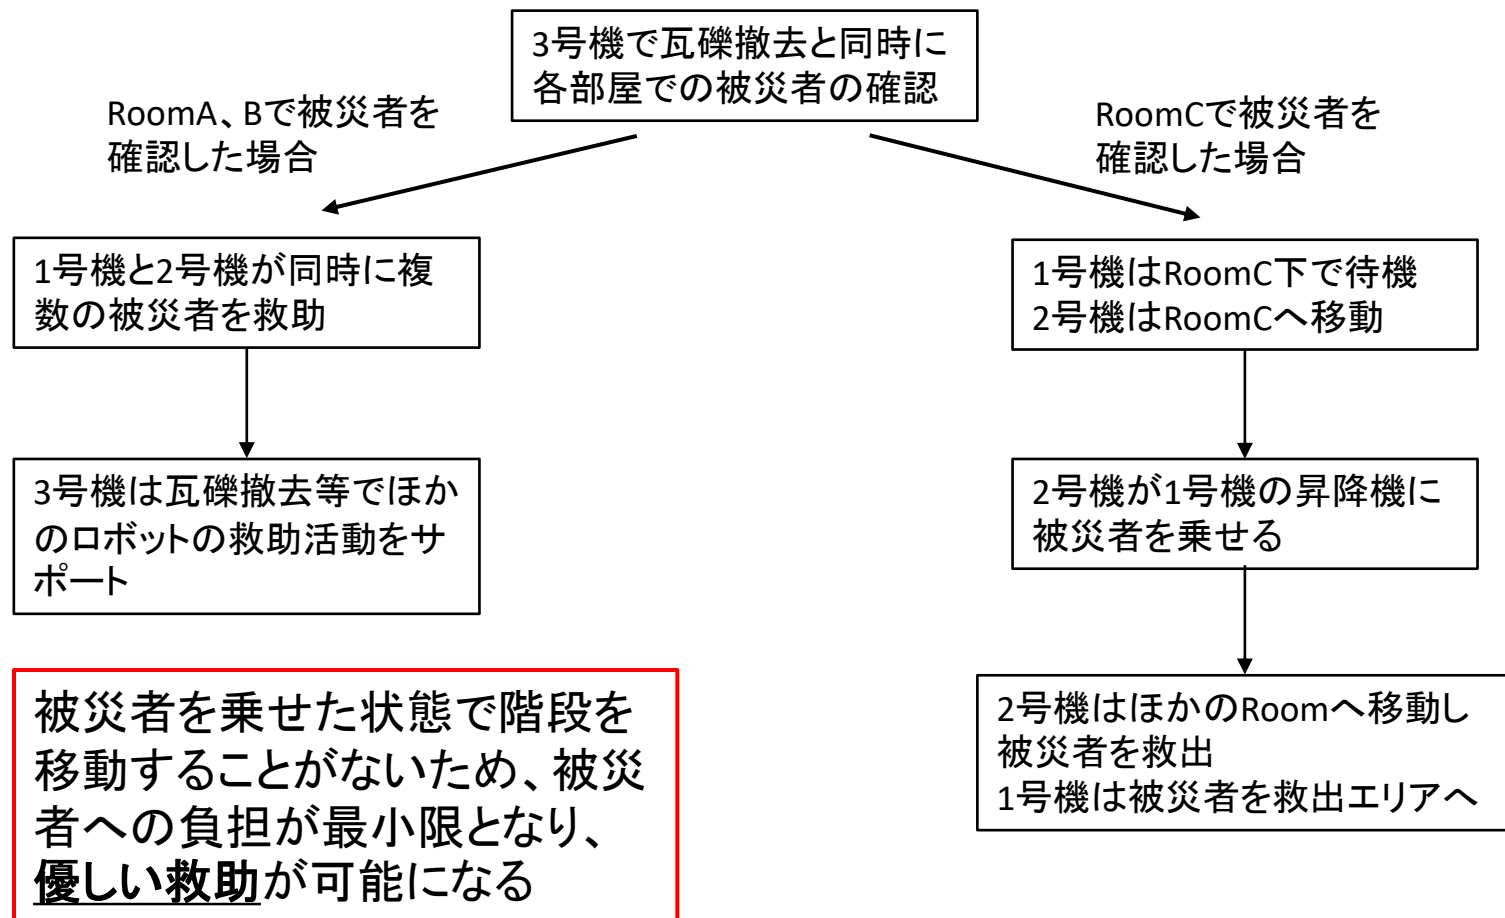 3号機で瓦礫撤去と同時に
各部屋での被災者の確認
RoomA、Bで被災者を
確認した場合
RoomCで被災者を
確認した場合
1号機と2号機が同時に複
数の被災者を救助
1号機はRoomC下で待機
2号機はRoomCへ移動
3号機は瓦礫撤去等でほか
のロボットの救助活動をサ
ポート
2号機が1号機の昇降機に
被災者を乗せる
被災者を乗せた状態で階段を
移動することがないため、被災
者への負担が最小限となり、
優しい救助が可能になる
2号機はほかのRoomへ移動し
被災者を救出
1号機は被災者を救出エリアへ